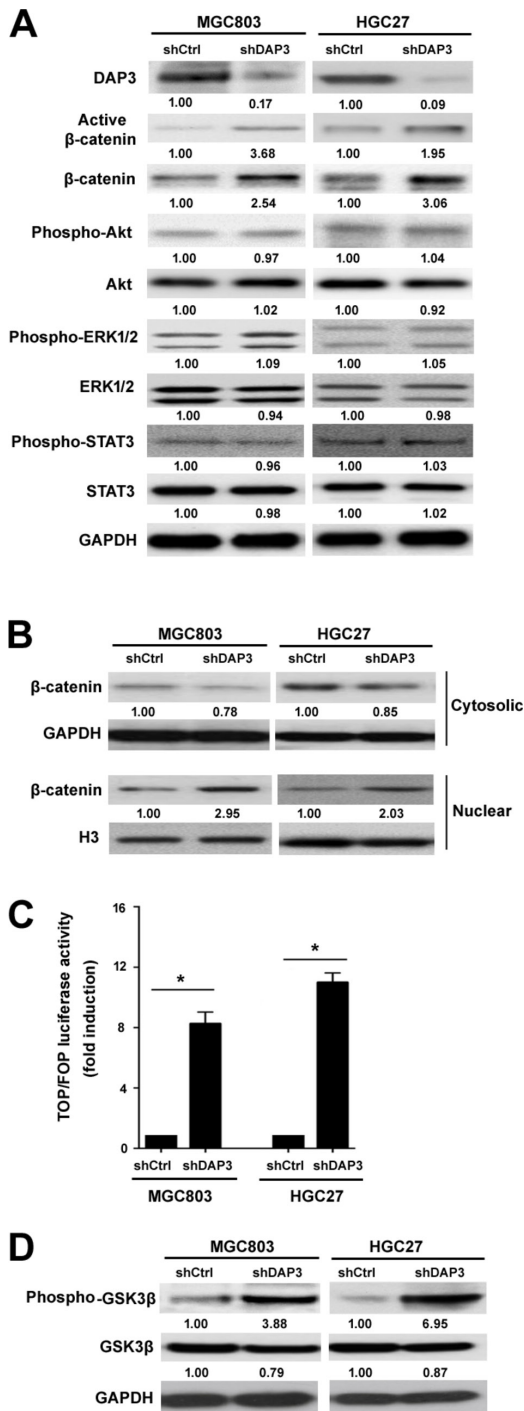 A
MGC803 HGC27
shCtrl shDAP3 shCtrl shDAP3
DAP3
1.00 0.17 1.00 0.09
Active
β-catenin
1.00 3.68 1.00 1.95
β-catenin
1.00 2.54 1.00 3.06
Phospho-Akt
1.00 0.97 1.00 1.04
Akt
1.00 1.02 1.00 0.92
Phospho-ERK1/2
1.00 1.09 1.00 1.05
ERK1/2
1.00 0.94 1.00 0.98
Phospho-STAT3
1.00 0.96 1.00 1.03
STAT3
1.00 0.98 1.00 1.02
GAPDH
B
MGC803 HGC27
shCtrl shDAP3 shCtrl shDAP3
β-catenin
1.00 0.78 1.00 0.85
Cytosolic
GAPDH
β-catenin
1.00 2.95 1.00 2.03
Nuclear
H3
C
TOP/FOP luciferase activity
(fold induction)
16
12
8
4
0
* *
shCtrl shDAP3 shCtrl shDAP3
MGC803 HGC27
D
MGC803 HGC27
shCtrl shDAP3 shCtrl shDAP3
Phospho-GSK3β
1.00 3.88 1.00 6.95
GSK3β
1.00 0.79 1.00 0.87
GAPDH